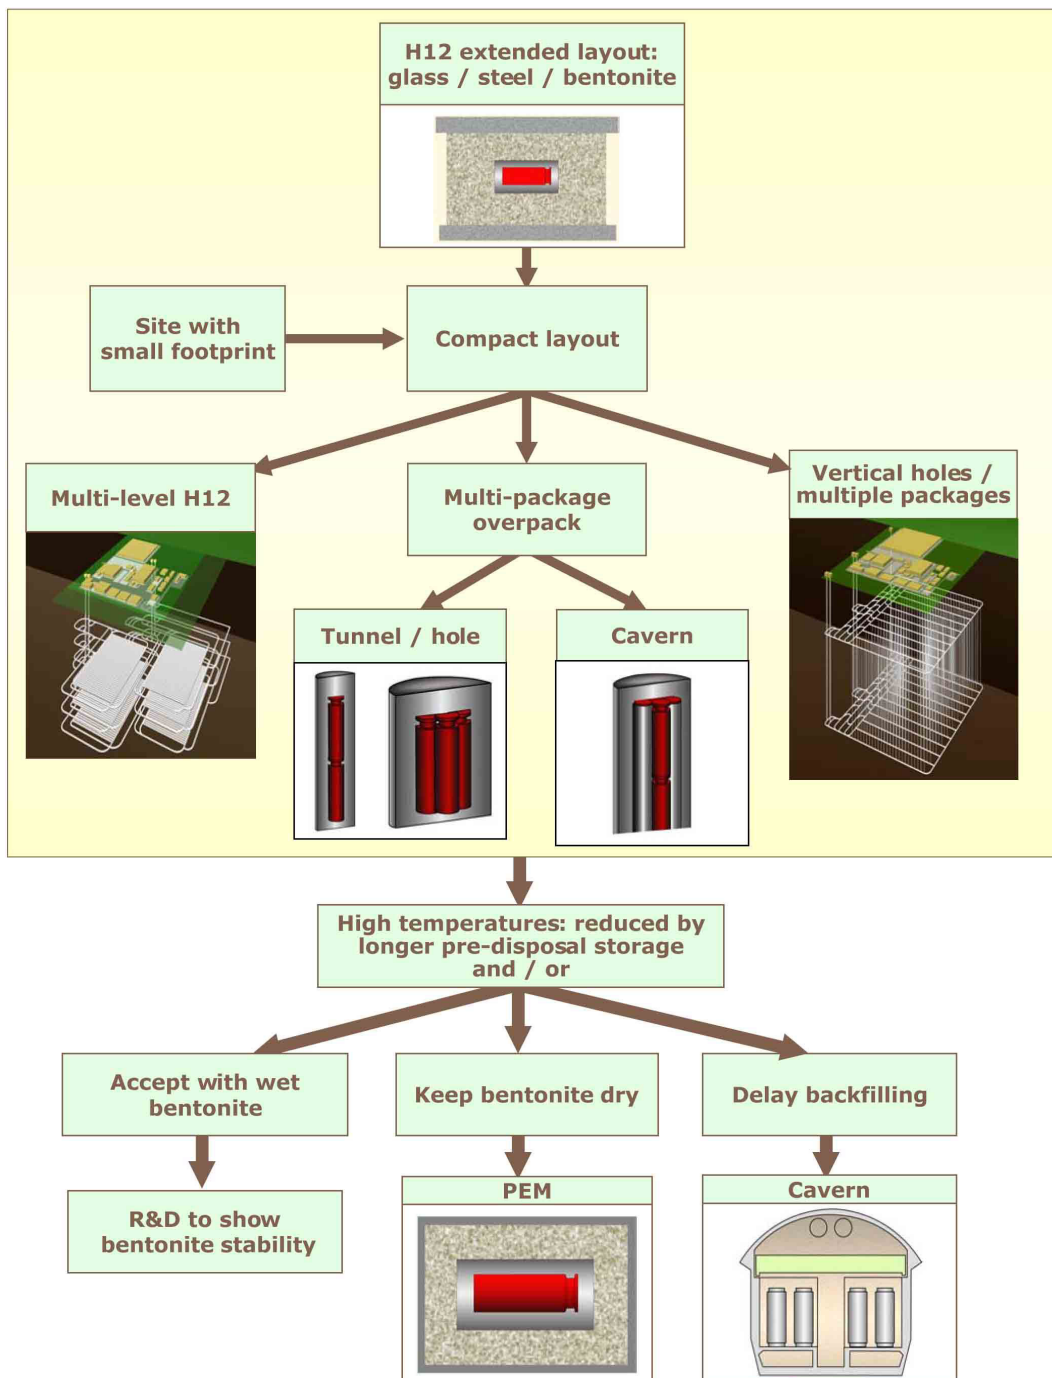 H12 extended layout:
glass / steel / bentonite
Site with
small footprint
Compact layout
Multi-level H12
Multi-package
overpack
Vertical holes /
multiple packages
Tunnel / hole
Cavern
High temperatures: reduced by
longer pre-disposal storage
and / or
Accept with wet
bentonite
Keep bentonite dry
Delay backfilling
R&D to show
bentonite stability
PEM
Cavern